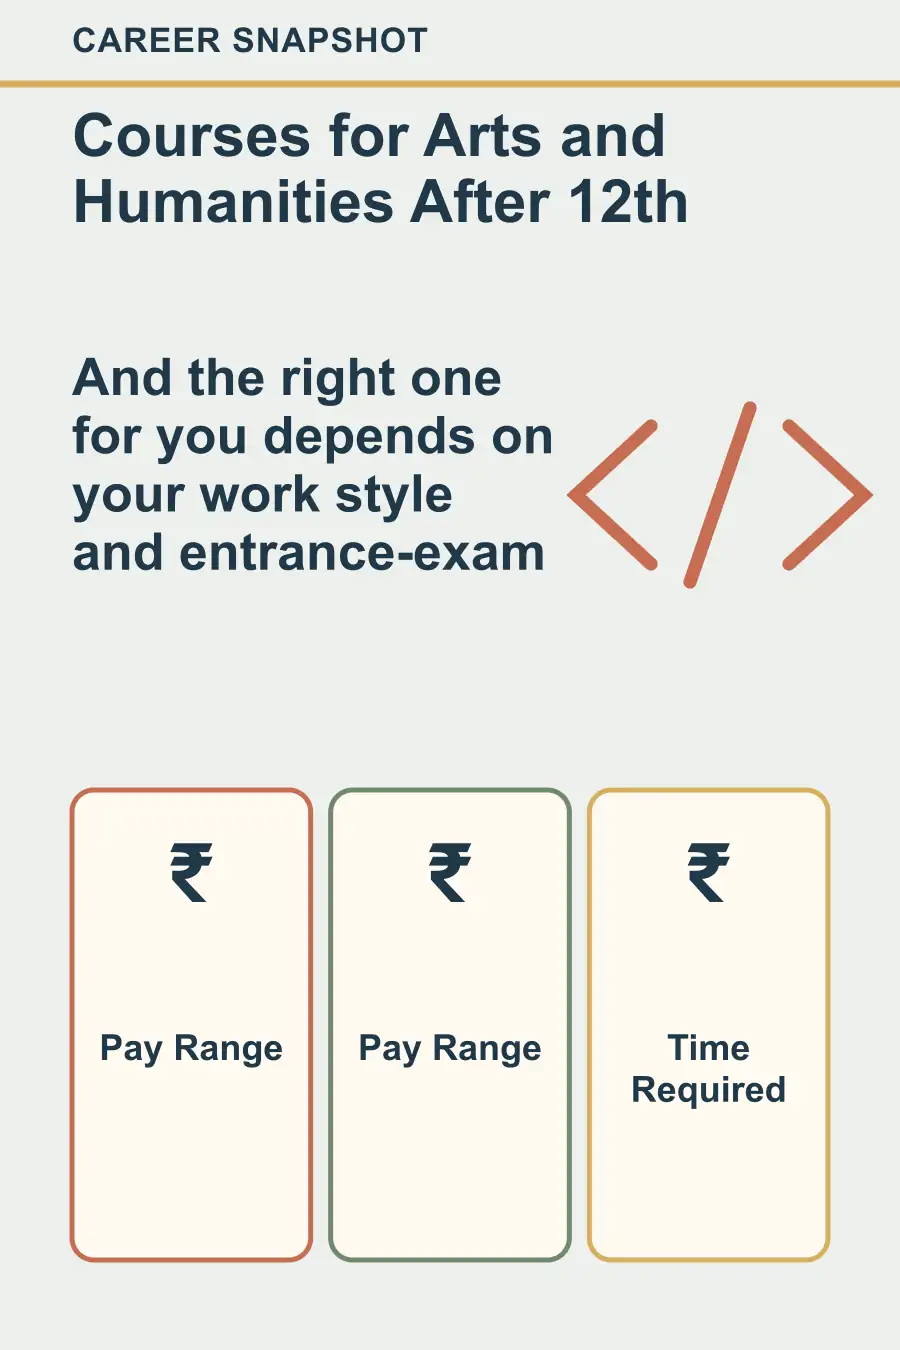 CAREER SNAPSHOT
Courses for Arts and
Humanities After 12th
And the right one
for you depends on
your work style
and entrance-exam
</>
₹
Pay Range
₹
Pay Range
₹
Time
Required